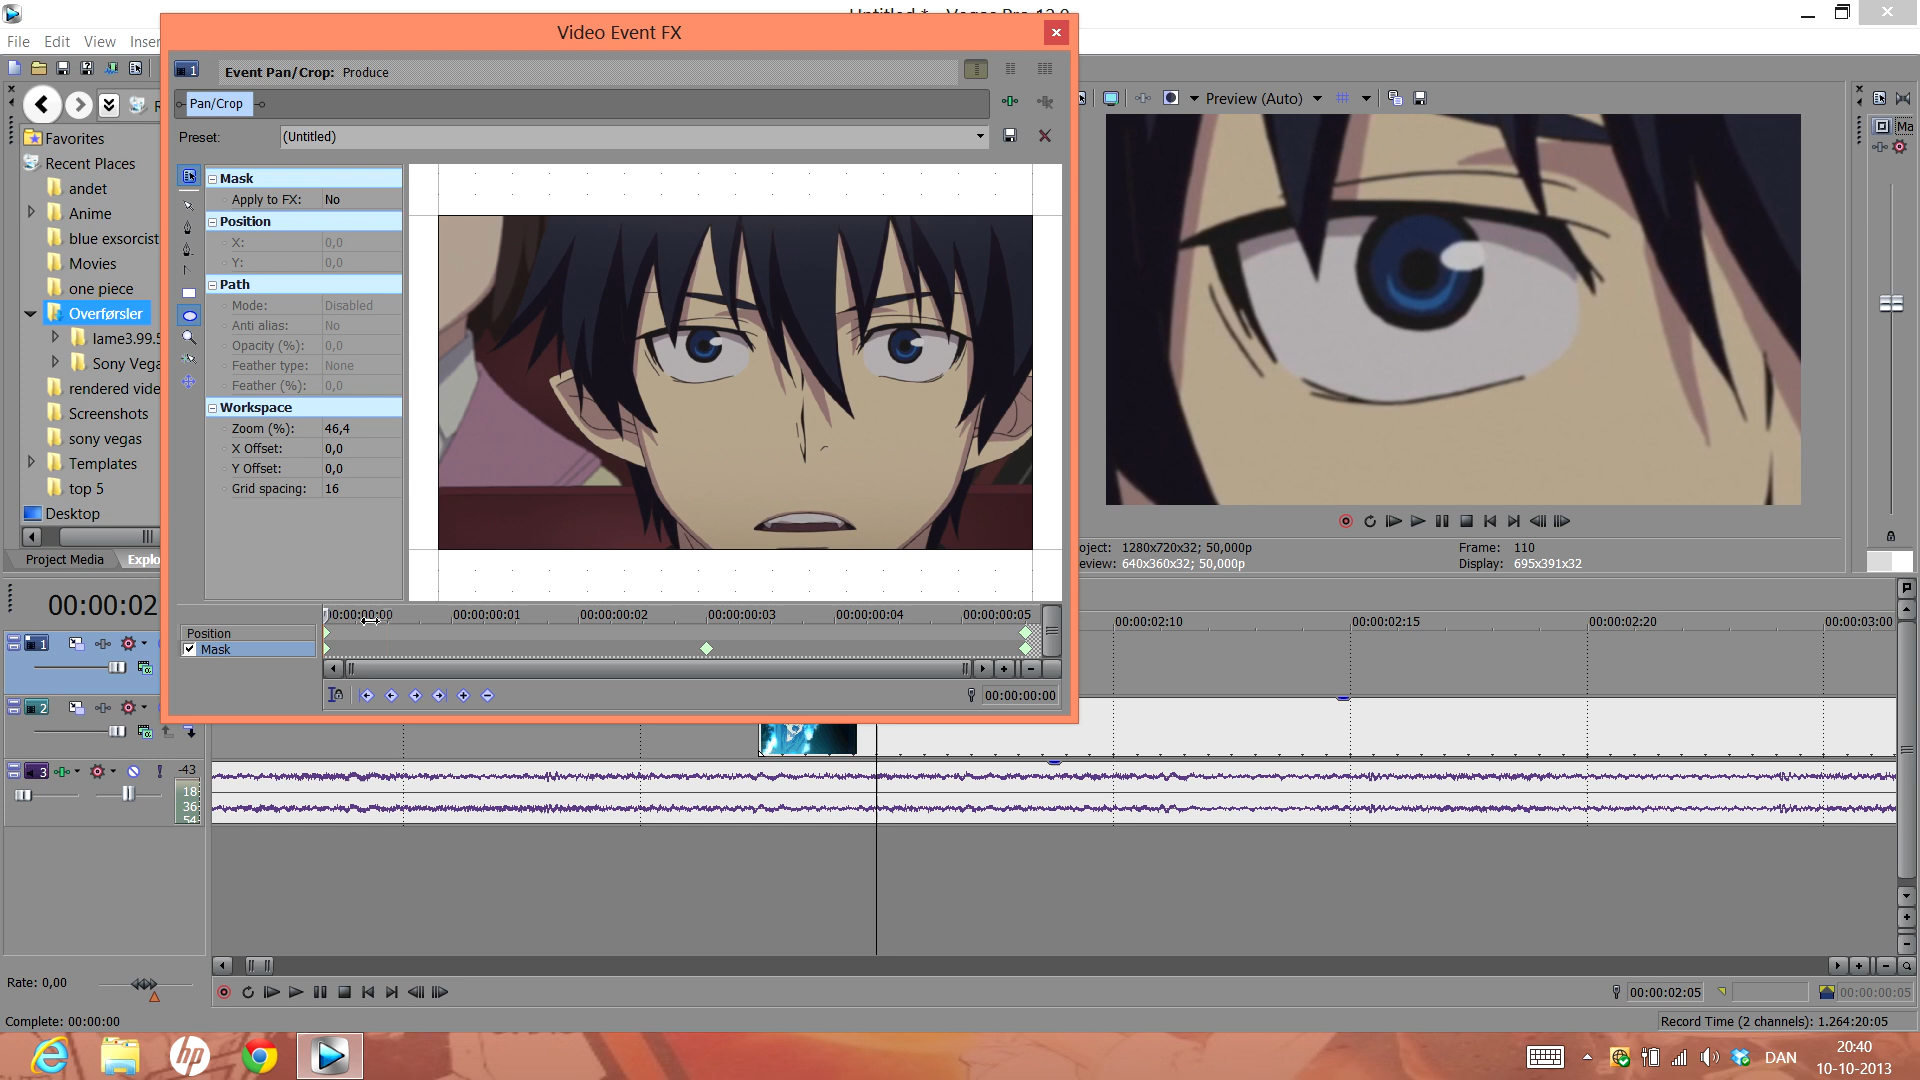 Untitled * - Vegas Pro 12.0
Video Event FX
File Edit View Inser
1 Event Pan/Crop: Produce
Pan/Crop
Preset: (Untitled)
Preview (Auto)
Ma
Favorites
Recent Places
andet
Anime
blue exsorcist
Movies
one piece
Overførsler
lame3.99.5
Sony Vega
rendered vide
Screenshots
sony vegas
Templates
top 5
Desktop
Project Media Explo
Mask
Apply to FX: No
Position
X: 0,0
Y: 0,0
Path
Mode: Disabled
Anti alias: No
Opacity (%): 0,0
Feather type: None
Feather (%): 0,0
Workspace
Zoom (%): 46,4
X Offset: 0,0
Y Offset: 0,0
Grid spacing: 16
oject: 1280x720x32; 50,000p Frame: 110
eview: 640x360x32; 50,000p Display: 695x391x32
00:00:02
00:00:00:00 00:00:00:01 00:00:00:02 00:00:00:03 00:00:00:04 00:00:00:05
Position
Mask
00:00:00:00
00:00:02:10 00:00:02:15 00:00:02:20 00:00:03:00
1
2
3
-43
18
36
54
Rate: 0,00
00:00:02:05 00:00:00:05
Complete: 00:00:00
Record Time (2 channels): 1.264:20:05
hp
DAN
20:40
10-10-2013